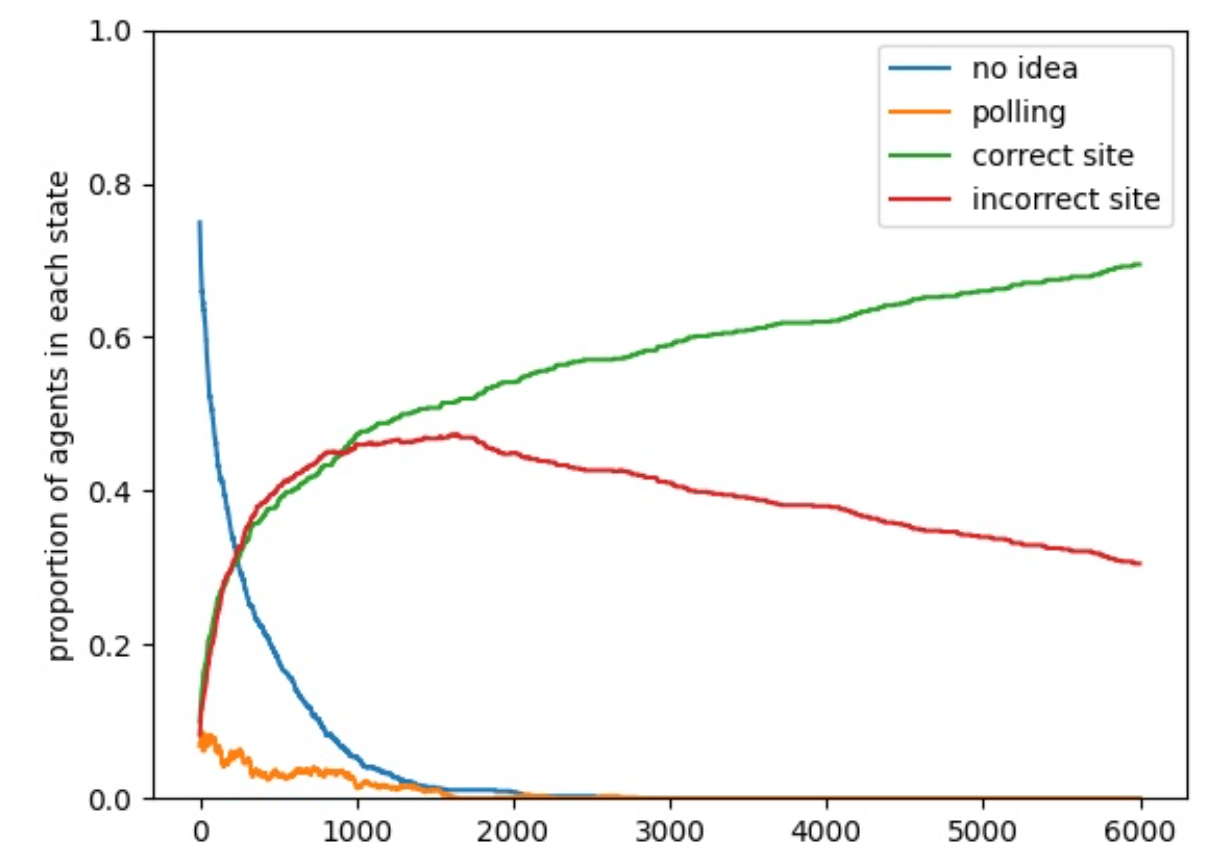 1.0
0.8
0.6
0.4
0.2
0.0
proportion of agents in each state
no idea
polling
correct site
incorrect site
0 1000 2000 3000 4000 5000 6000